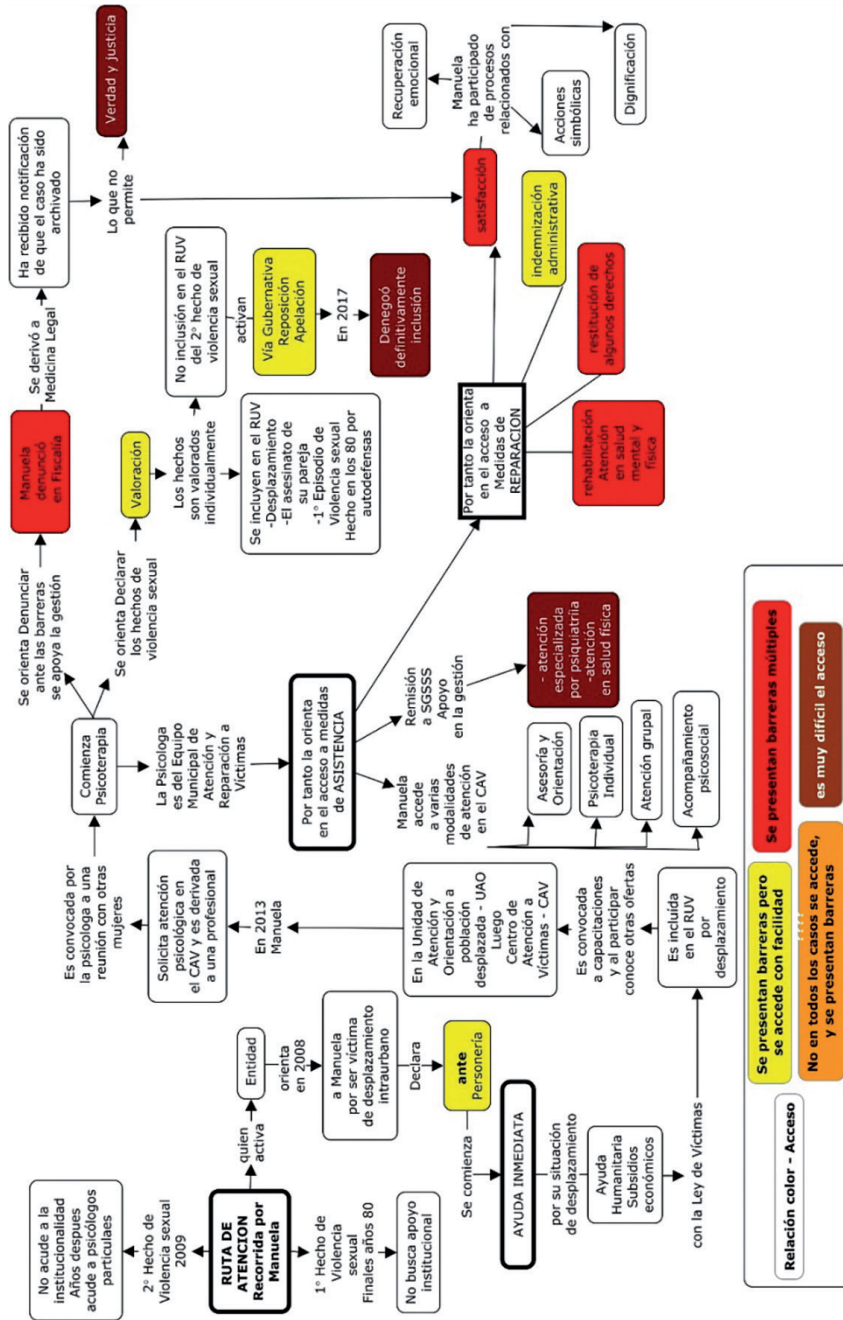 No acude a la
institucionalidad
Años despues
acude a psicólogos
particulaes
2° Hecho de
Violencia sexual
2009
RUTA DE
ATENCION
Recorrida por
Manuela
1° Hecho de
Violencia
sexual
Finales años 80
No busca apoyo
institucional
quien
activa
Entidad
orienta
en 2008
a Manuela
por ser víctima
de desplazamiento
intraurbano
Declara
ante
Personería
Se comienza
AYUDA INMEDIATA
por su situación
de desplazamiento
Ayuda
Humanitaria
Subsidios
económicos
con la Ley de Víctimas
Es incluída
en el RUV
por
desplazamiento
Es convocada
a capacitaciones
y al participar
conoce otras ofertas
En la Unidad de
Atención y
Orientación a
población
desplazada - UAO
Luego
Centro de
Atención a
Víctimas - CAV
En 2013
Manuela
Solicita atención
psicológica en
el CAV y es derivada
a una profesional
Es convocada por
la psicologa a una
reunión con otras
mujeres
Comienza
Psicoterapia
La Psicologa
es del Equipo
Municipal de
Atención y
Reparación a
Víctimas
Por tanto la orienta
en el acceso a medidas
de ASISTENCIA
Manuela
accede
a varias
modalidades
de atención
en el CAV
Asesoría y
Orientación
Psicoterapia
Individual
Atención grupal
Acompañamiento
psicosocial
Remisión
a SGSSS
Apoyo
en la gestión
- atención
especializada
por psiquiatriia
-atención
en salud física
Se orienta Denunciar
ante las barreras
se apoya la gestión
Manuela
denunció
en Fiscalía
Se derivó a
Medicina Legal
Ha recibido notificación
de que el caso ha sido
archivado
Lo que no
permite
Verdad y justicia
Se orienta Declarar
los hechos de
violencia sexual
Valoración
Los hechos
son valorados
individualmente
No inclusión en el RUV
del 2° hecho de
violencia sexual
activan
Vía Gubernativa
Reposición
Apelación
En 2017
Denegoó
definitivamente
inclusión
Se incluyen en el RUV
-Desplazamiento
-El asesinato de
su pareja
-1° Episodio de
Violencia sexual
Hecho en los 80 por
autodefensas
Por tanto la orienta
en el acceso a
Medidas de
REPARACION
satisfacción
Manuela
ha participado
de procesos
relacionados con
Recuperación
emocional
Acciones
simbólicas
Dignificación
indemnización
administrativa
restitución de
algunos derechos
rehabilitación
Atención
en salud
mental y
física
Relación color - Acceso
Se presentan barreras pero
se accede con facilidad
????
No en todos los casos se accede,
y se presentan barreras
Se presentan barreras múltiples
es muy difícil el acceso